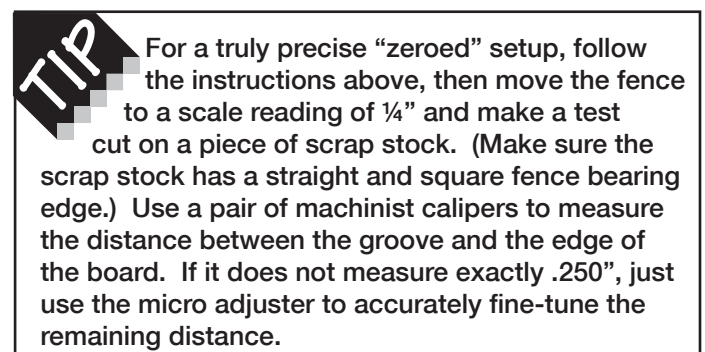 TIP
For a truly precise “zeroed” setup, follow
the instructions above, then move the fence
to a scale reading of ¼” and make a test
cut on a piece of scrap stock.  (Make sure the
scrap stock has a straight and square fence bearing
edge.)  Use a pair of machinist calipers to measure
the distance between the groove and the edge of
the board.  If it does not measure exactly .250”, just
use the micro adjuster to accurately fine-tune the
remaining distance.